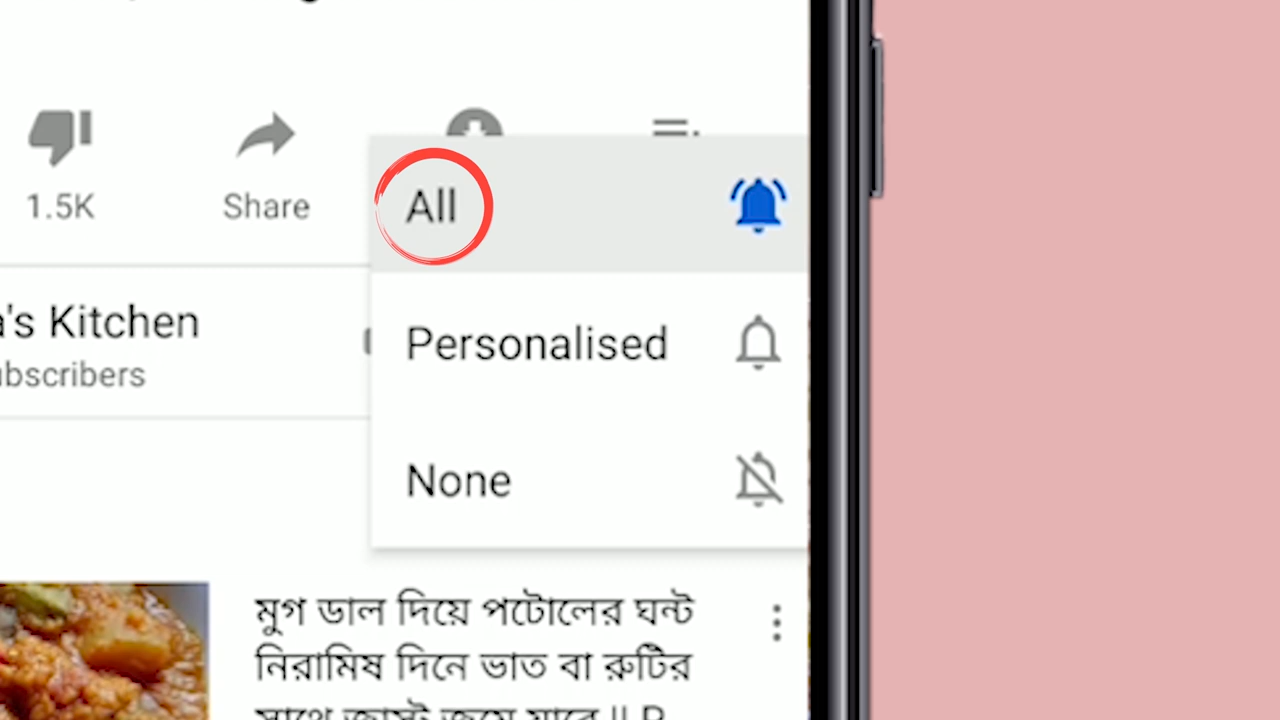 1.5K
Share
All
Personalised
None
's Kitchen
bscribers
মুগ ডাল দিয়ে পটোলের ঘন্ট
নিরামিষ দিনে ভাত বা রুটির